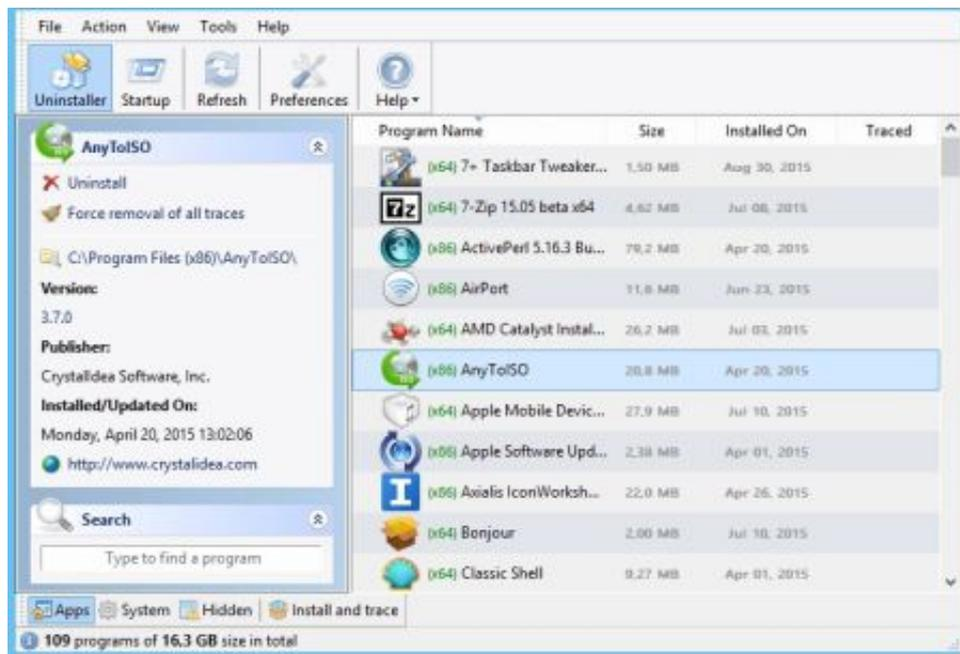 File Action View Tools Help
Uninstaller Startup Refresh Preferences Help
AnyToISO
Uninstall
Force removal of all traces
C:\Program Files (x86)\AnyToISO\
Version:
3.7.0
Publisher:
CrystalIdea Software, Inc.
Installed/Updated On:
Monday, April 20, 2015 13:02:06
http://www.crystalidea.com
Search
Type to find a program
Program Name Size Installed On Traced
(x64) 7+ Taskbar Tweaker... 1,50 MB Aug 30, 2015
7z (x64) 7-Zip 15.05 beta x64 4,62 MB Jul 08, 2015
(x86) ActivePerl 5.16.3 Bu... 79,2 MB Apr 20, 2015
(x86) AirPort 11,8 MB Jun 23, 2015
(x64) AMD Catalyst Instal... 26,2 MB Jul 03, 2015
(x86) AnyToISO 20,8 MB Apr 20, 2015
(x64) Apple Mobile Devic... 27,9 MB Jul 10, 2015
(x86) Apple Software Upd... 2,38 MB Apr 01, 2015
(x86) Axialis IconWorksh... 22,0 MB Apr 26, 2015
(x64) Bonjour 2,00 MB Jul 10, 2015
(x64) Classic Shell 9,27 MB Apr 01, 2015
Apps System Hidden Install and trace
109 programs of 16,3 GB size in total